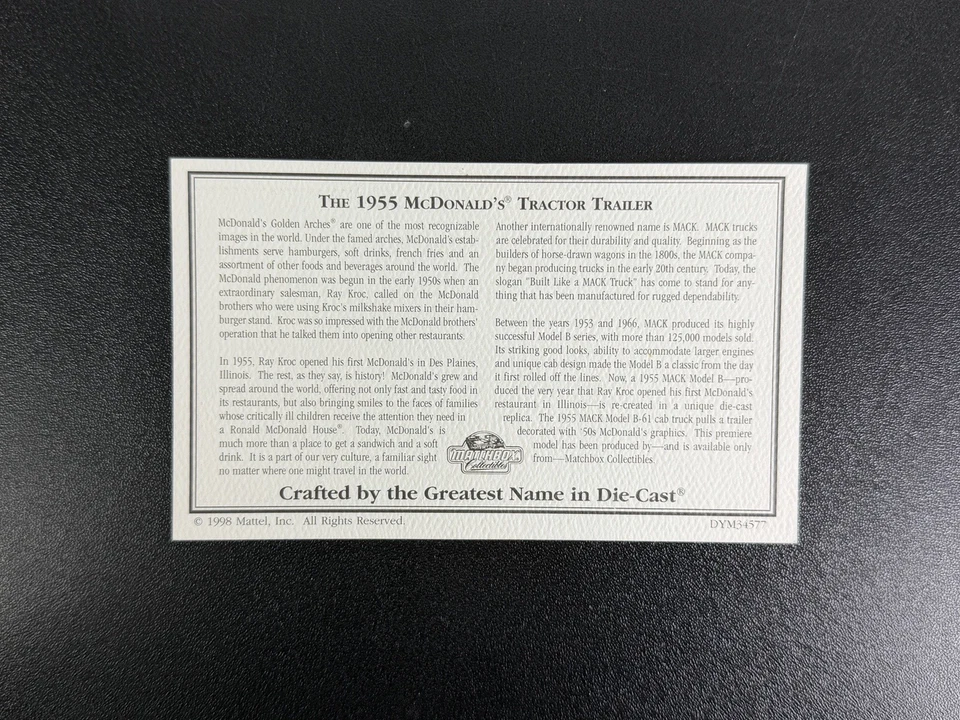 THE 1955 MCDONALD'S® TRACTOR TRAILER
McDonald's Golden Arches® are one of the most recognizable
images in the world. Under the famed arches, McDonald's estab-
lishments serve hamburgers, soft drinks, french fries and an
assortment of other foods and beverages around the world. The
McDonald phenomenon was begun in the early 1950s when an
extraordinary salesman, Ray Kroc, called on the McDonald
brothers who were using Kroc's milkshake mixers in their ham-
burger stand. Kroc was so impressed with the McDonald brothers'
operation that he talked them into opening other restaurants.
In 1955, Ray Kroc opened his first McDonald's in Des Plaines,
Illinois. The rest, as they say, is history! McDonald's grew and
spread around the world, offering not only fast and tasty food in
its restaurants, but also bringing smiles to the faces of families
whose critically ill children receive the attention they need in
a Ronald McDonald House®. Today, McDonald's is
much more than a place to get a sandwich and a soft
drink. It is a part of our very culture, a familiar sight
no matter where one might travel in the world.
Another internationally renowned name is MACK. MACK trucks
are celebrated for their durability and quality. Beginning as the
builders of horse-drawn wagons in the 1800s, the MACK compa-
ny began producing trucks in the early 20th century. Today, the
slogan "Built Like a MACK Truck" has come to stand for any-
thing that has been manufactured for rugged dependability.
Between the years 1953 and 1966, MACK produced its highly
successful Model B series, with more than 125,000 models sold.
Its striking good looks, ability to accommodate larger engines
and unique cab design made the Model B a classic from the day
it first rolled off the lines. Now, a 1955 MACK Model B—pro-
duced the very year that Ray Kroc opened his first McDonald's
restaurant in Illinois—is re-created in a unique die-cast
replica. The 1955 MACK Model B-61 cab truck pulls a trailer
decorated with '50s McDonald's graphics. This premiere
model has been produced by—and is available only
from—Matchbox Collectibles.
MATCHBOX
Collectibles
Crafted by the Greatest Name in Die-Cast®
© 1998 Mattel, Inc. All Rights Reserved.
DYM34577